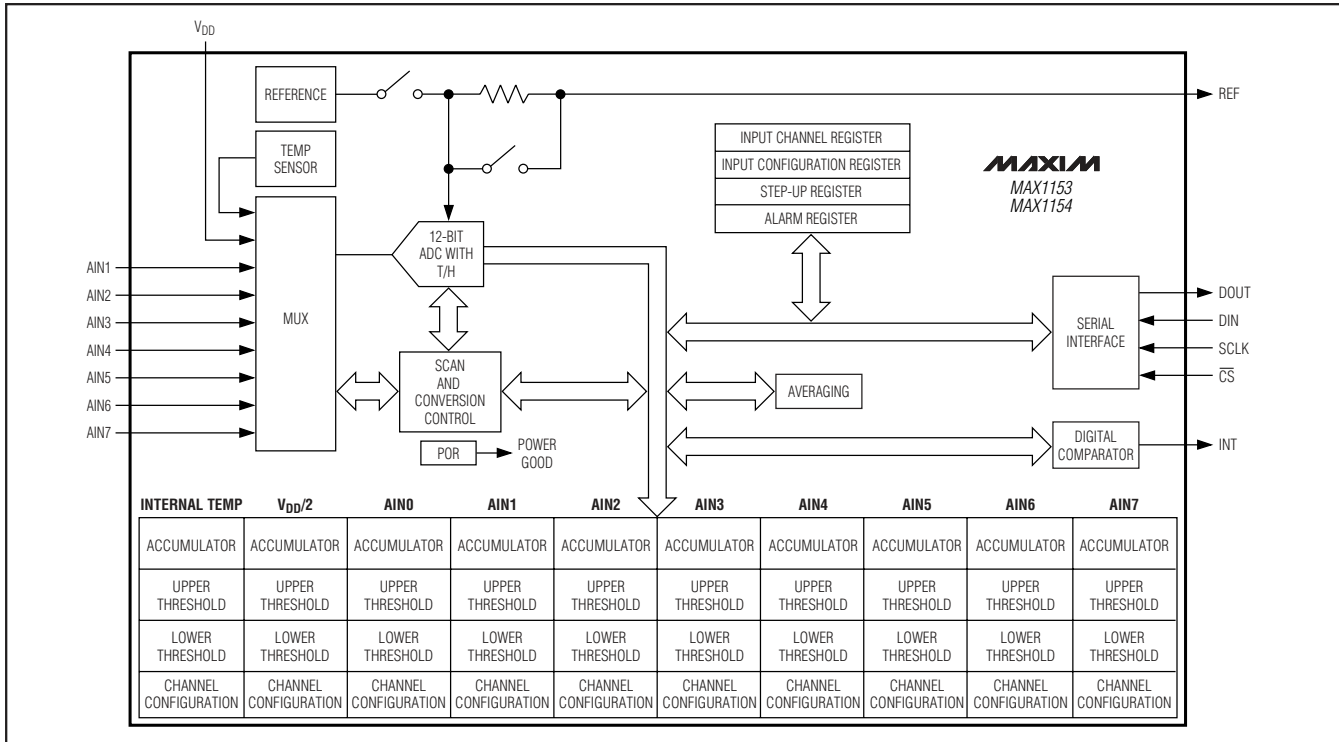 VDD
REFERENCE
REF
TEMP
SENSOR
INPUT CHANNEL REGISTER
INPUT CONFIGURATION REGISTER
STEP-UP REGISTER
ALARM REGISTER
MAXIM
MAX1153
MAX1154
12-BIT
ADC WITH
T/H
AIN1
AIN2
AIN3
AIN4
AIN5
AIN6
AIN7
MUX
SCAN
AND
CONVERSION
CONTROL
SERIAL
INTERFACE
DOUT
DIN
SCLK
CS
AVERAGING
POR
POWER
GOOD
DIGITAL
COMPARATOR
INT
INTERNAL TEMP VDD/2 AIN0 AIN1 AIN2 AIN3 AIN4 AIN5 AIN6 AIN7
ACCUMULATOR ACCUMULATOR ACCUMULATOR ACCUMULATOR ACCUMULATOR ACCUMULATOR ACCUMULATOR ACCUMULATOR ACCUMULATOR ACCUMULATOR
UPPER UPPER UPPER UPPER UPPER UPPER UPPER UPPER UPPER UPPER
THRESHOLD THRESHOLD THRESHOLD THRESHOLD THRESHOLD THRESHOLD THRESHOLD THRESHOLD THRESHOLD THRESHOLD
LOWER LOWER LOWER LOWER LOWER LOWER LOWER LOWER LOWER LOWER
THRESHOLD THRESHOLD THRESHOLD THRESHOLD THRESHOLD THRESHOLD THRESHOLD THRESHOLD THRESHOLD THRESHOLD
CHANNEL CHANNEL CHANNEL CHANNEL CHANNEL CHANNEL CHANNEL CHANNEL CHANNEL CHANNEL
CONFIGURATION CONFIGURATION CONFIGURATION CONFIGURATION CONFIGURATION CONFIGURATION CONFIGURATION CONFIGURATION CONFIGURATION CONFIGURATION